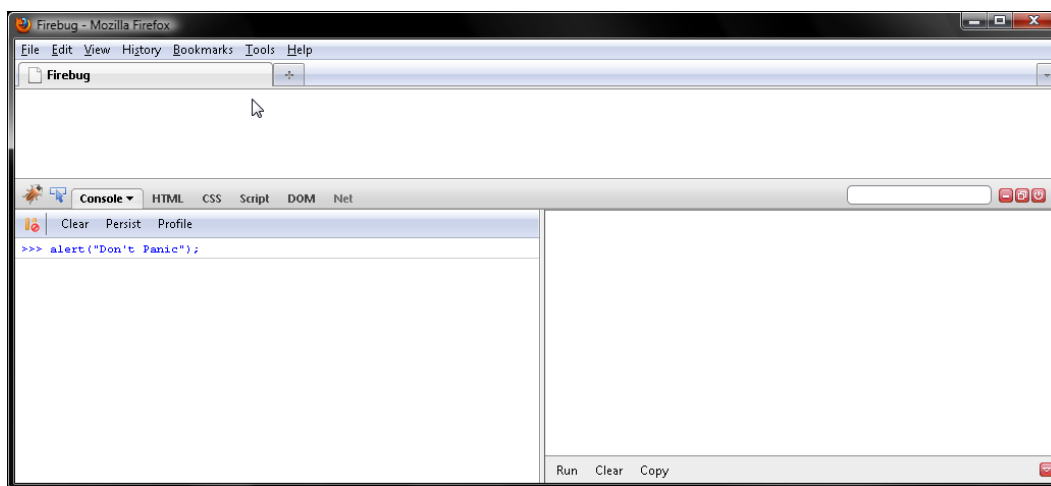 Firebug - Mozilla Firefox
File Edit View History Bookmarks Tools Help
Firebug
Console HTML CSS Script DOM Net
Clear Persist Profile
>>> alert("Don't Panic");
Run Clear Copy